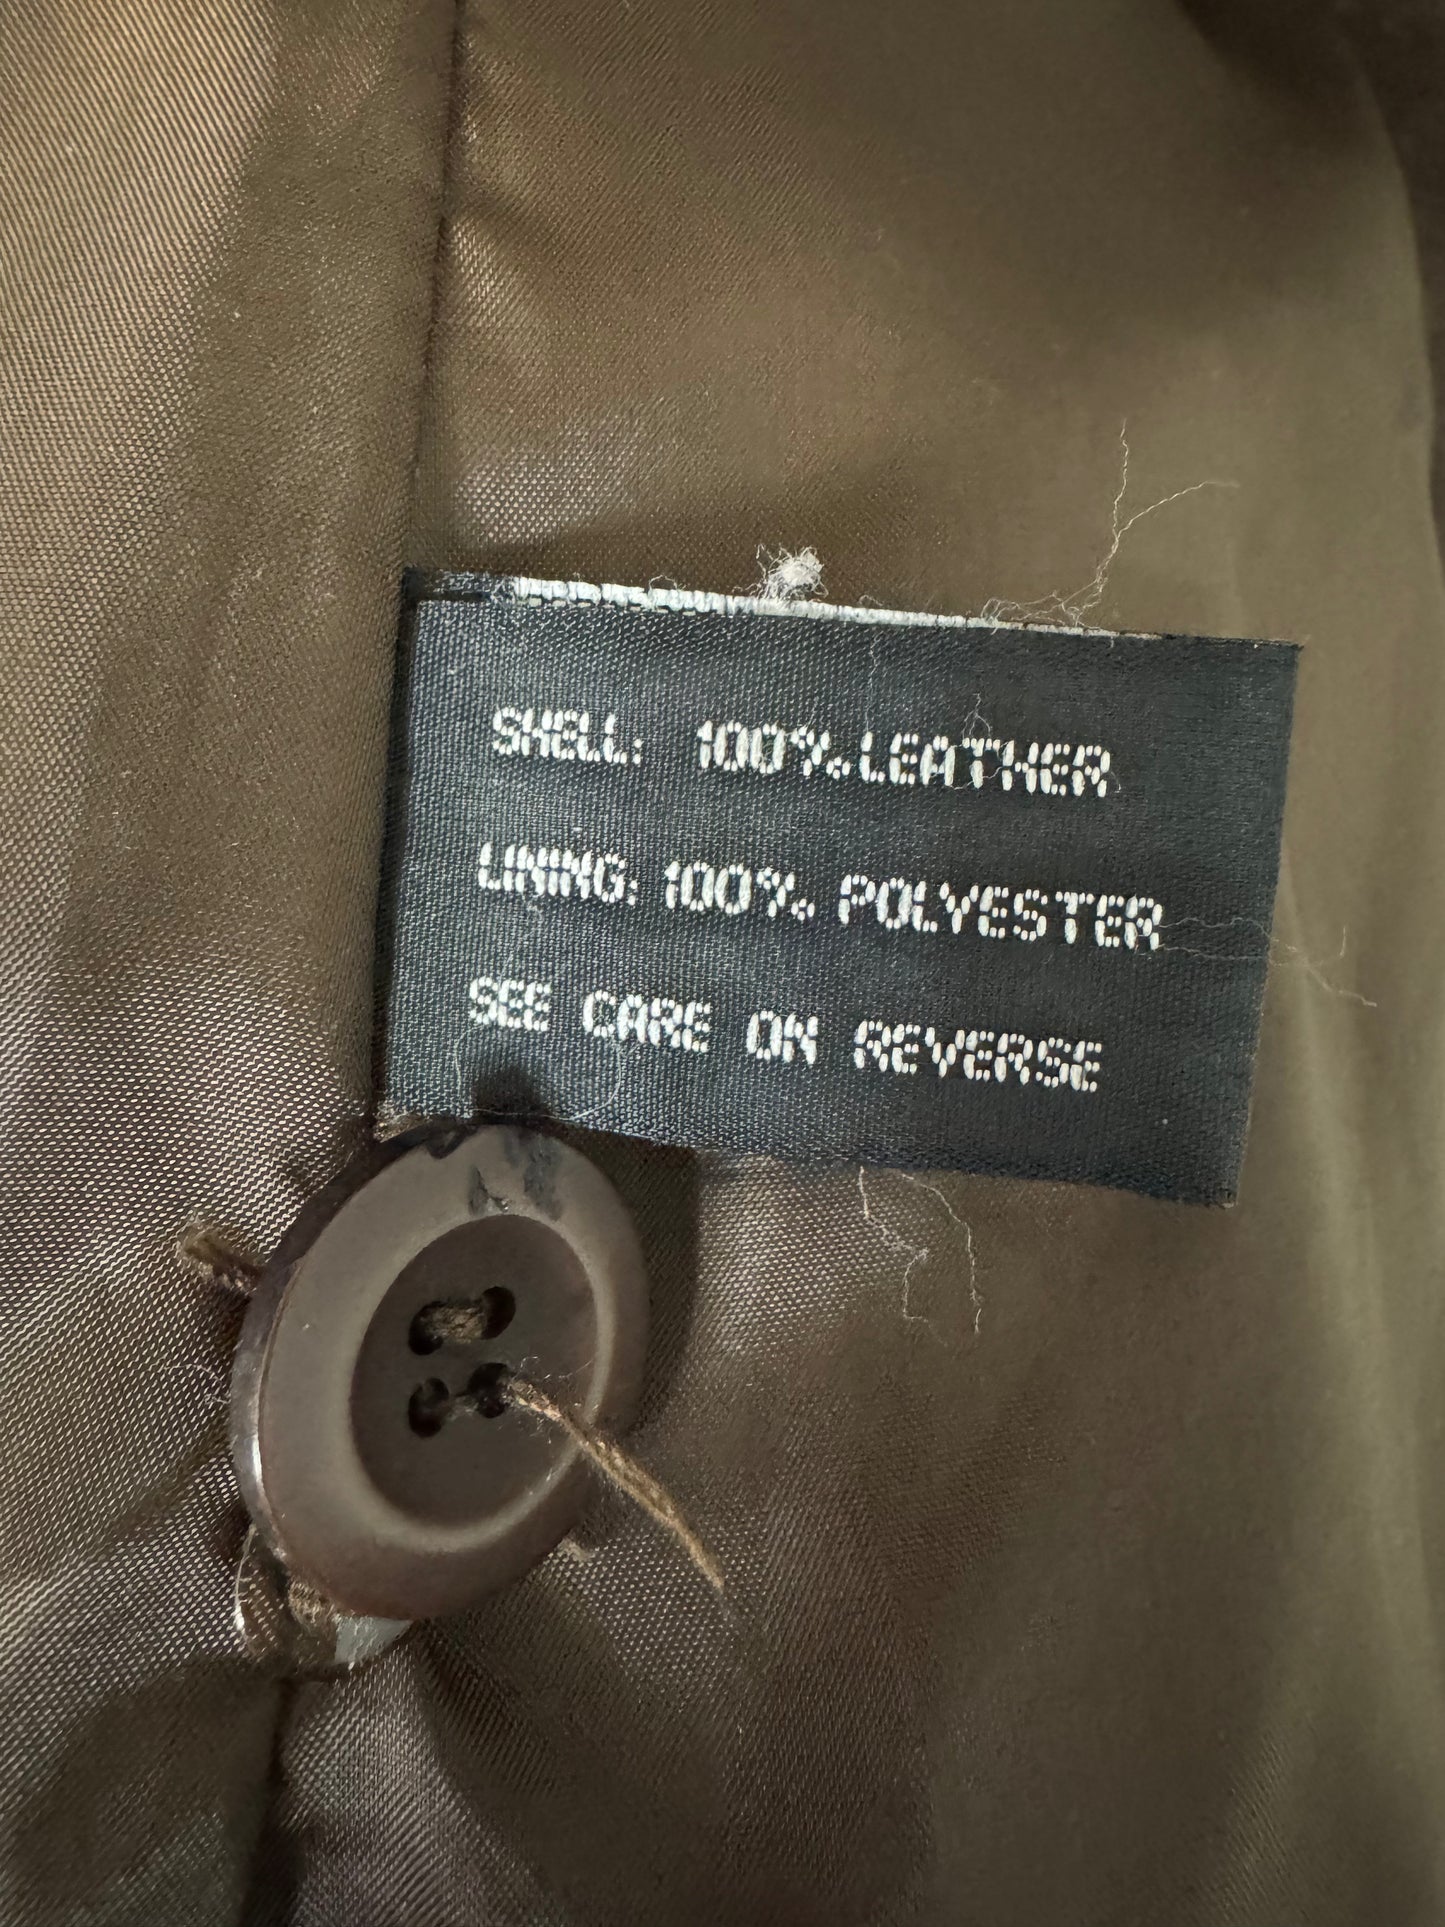 SHELL: 100% LEATHER
LINING: 100% POLYESTER
SEE CARE ON REVERSE